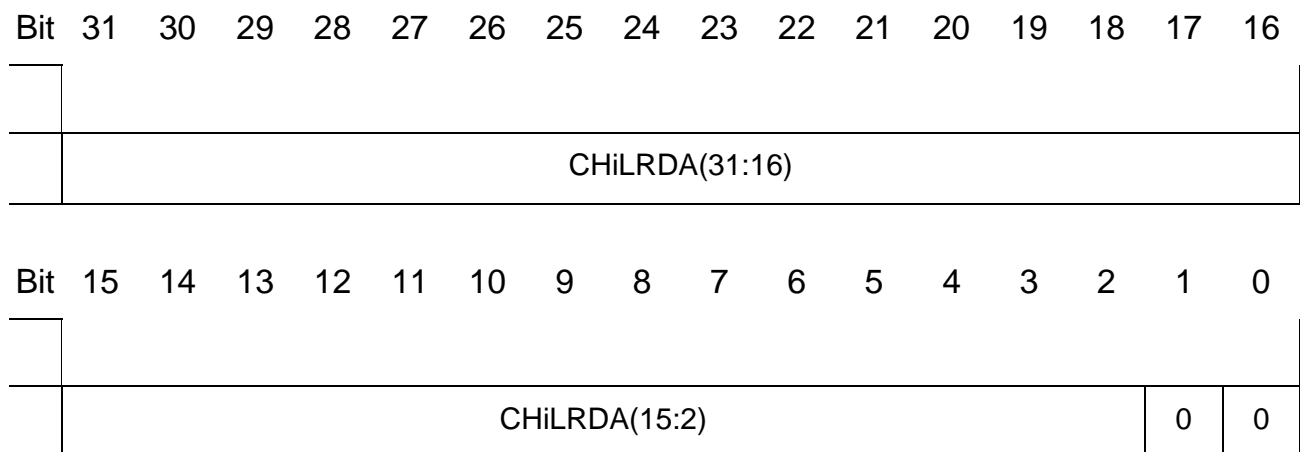 Bit 31 30 29 28 27 26 25 24 23 22 21 20 19 18 17 16
CHiLRDA(31:16)
Bit 15 14 13 12 11 10 9 8 7 6 5 4 3 2 1 0
CHiLRDA(15:2) 0 0